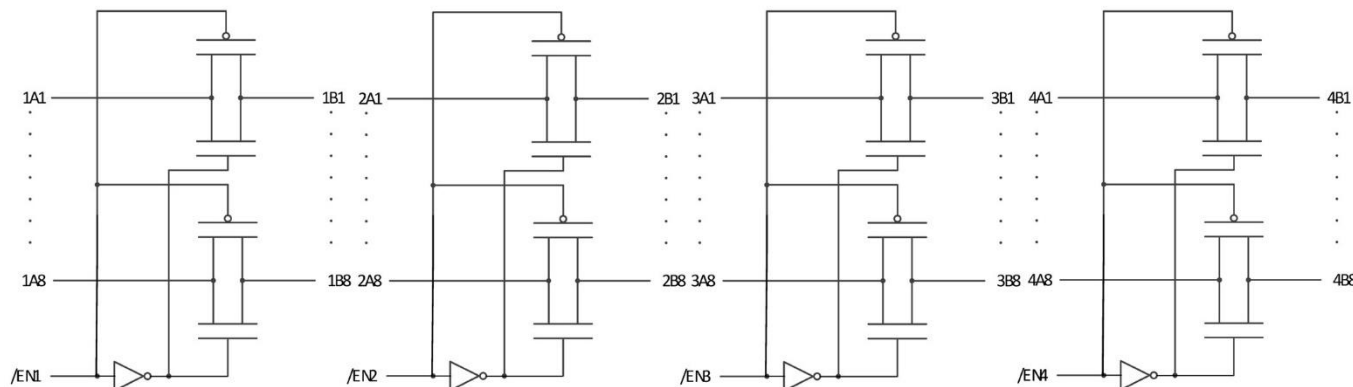 1A1 1B1 2A1 2B1 3A1 3B1 4A1 4B1
1A8 1B8 2A8 2B8 3A8 3B8 4A8 4B8
/EN1 /EN2 /EN3 /EN4